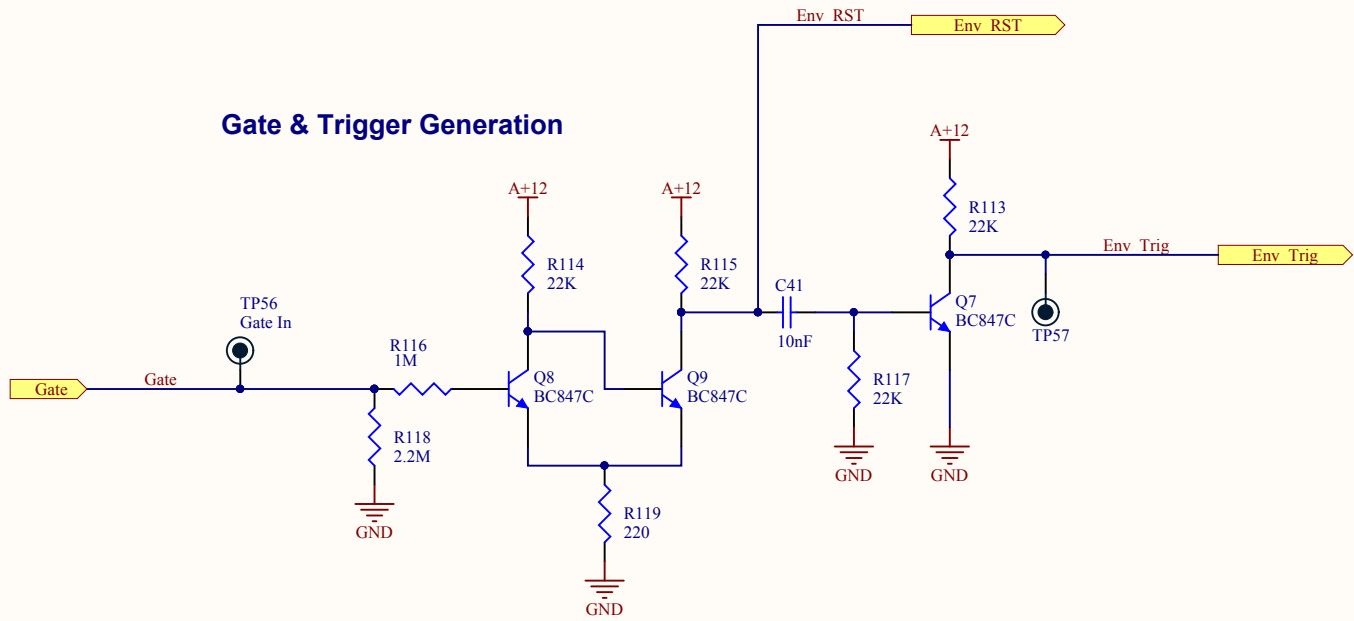 Env RST
Env RST
Gate & Trigger Generation
A+12
R113
22K
Env Trig
Env Trig
A+12
A+12
R114
22K
R115
22K
C41
10nF
Q7
BC847C
TP57
TP56
Gate In
R116
1M
Gate
Gate
Q8
BC847C
Q9
BC847C
R117
22K
R118
2.2M
GND
GND
GND
R119
220
GND